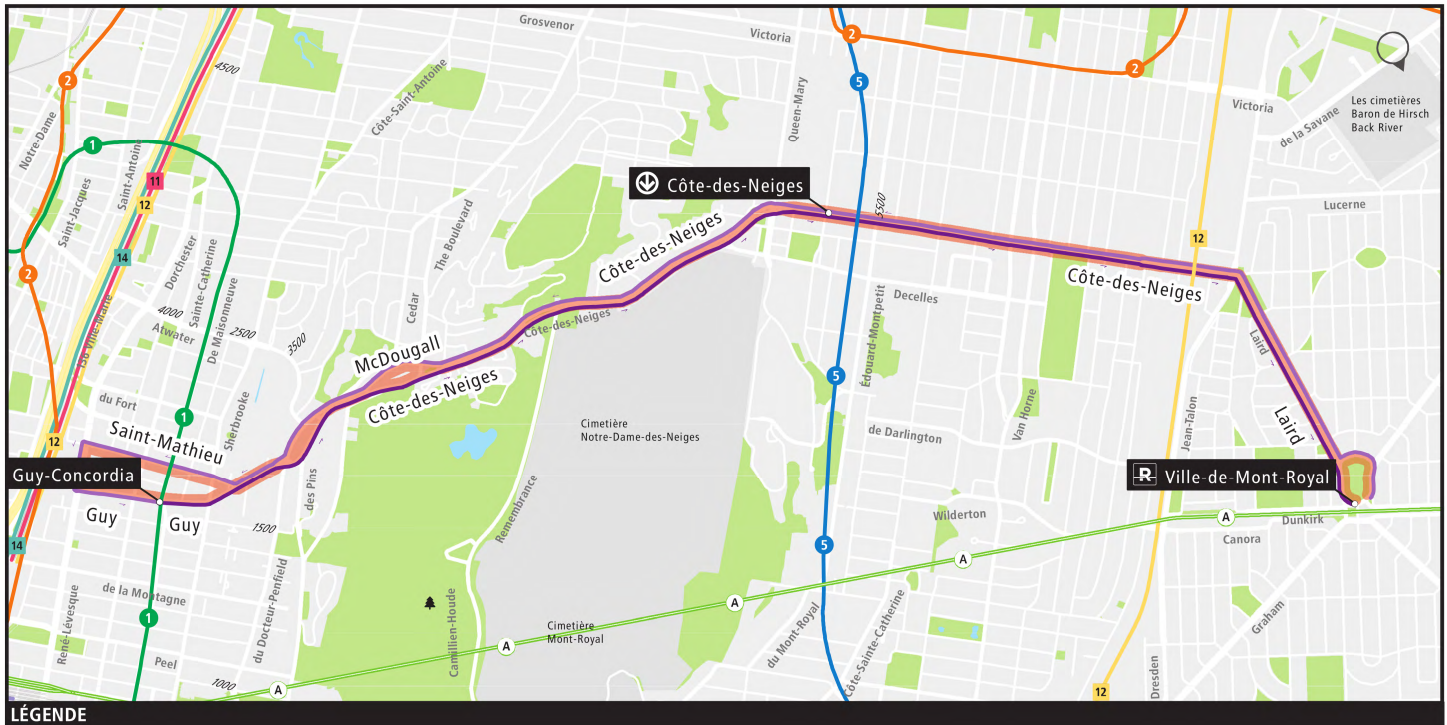 Grosvenor
Victoria
2
2
2
4500
Côte-Saint-Antoine
Queen-Mary
5
Victoria
de la Savane
Les cimetières
Baron de Hirsch
Back River
Notre-Dame
1
Saint-Antoine
11
12
Saint-Jacques
Côte-des-Neiges
5500
Lucerne
14
Dorchester
Sainte-Catherine
De Maisonneuve
The Boulevard
Côte-des-Neiges
12
2
Cedar
Côte-des-Neiges
Decelles
136 Ville-Marie
4000
Atwater
2500
3500
Côte-des-Neiges
Édouard-Montpetit
Laird
McDougall
Côte-des-Neiges
5
du Fort
Sherbrooke
1
Saint-Mathieu
12
Cimetière
Notre-Dame-des-Neiges
de Darlington
Van Horne
Jean-Talon
Laird
Guy-Concordia
des Pins
R Ville-de-Mont-Royal
Guy
Guy
1500
Remembrance
Wilderton
A
Dunkirk
Canora
14
5
A
de la Montagne
René-Lévesque
1
du Docteur-Penfield
Camillien-Houde
A
Cimetière
Mont-Royal
A
du Mont-Royal
Côte-Sainte-Catherine
Graham
Peel
1000
A
12
Dresden
LÉGENDE